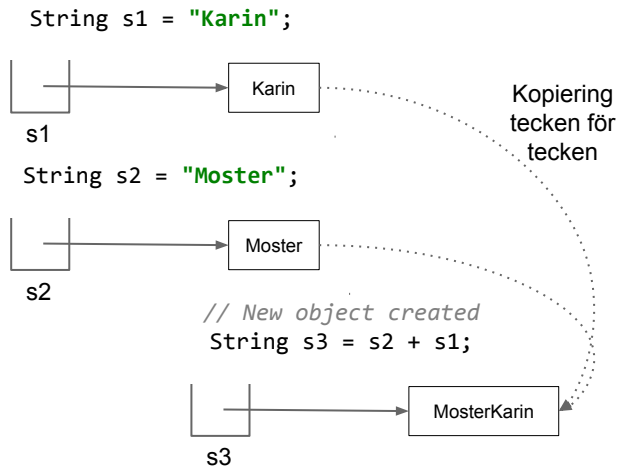 String s1 = "Karin";
Karin
s1
Kopiering
tecken för
tecken
String s2 = "Moster";
Moster
s2
// New object created
String s3 = s2 + s1;
MosterKarin
s3